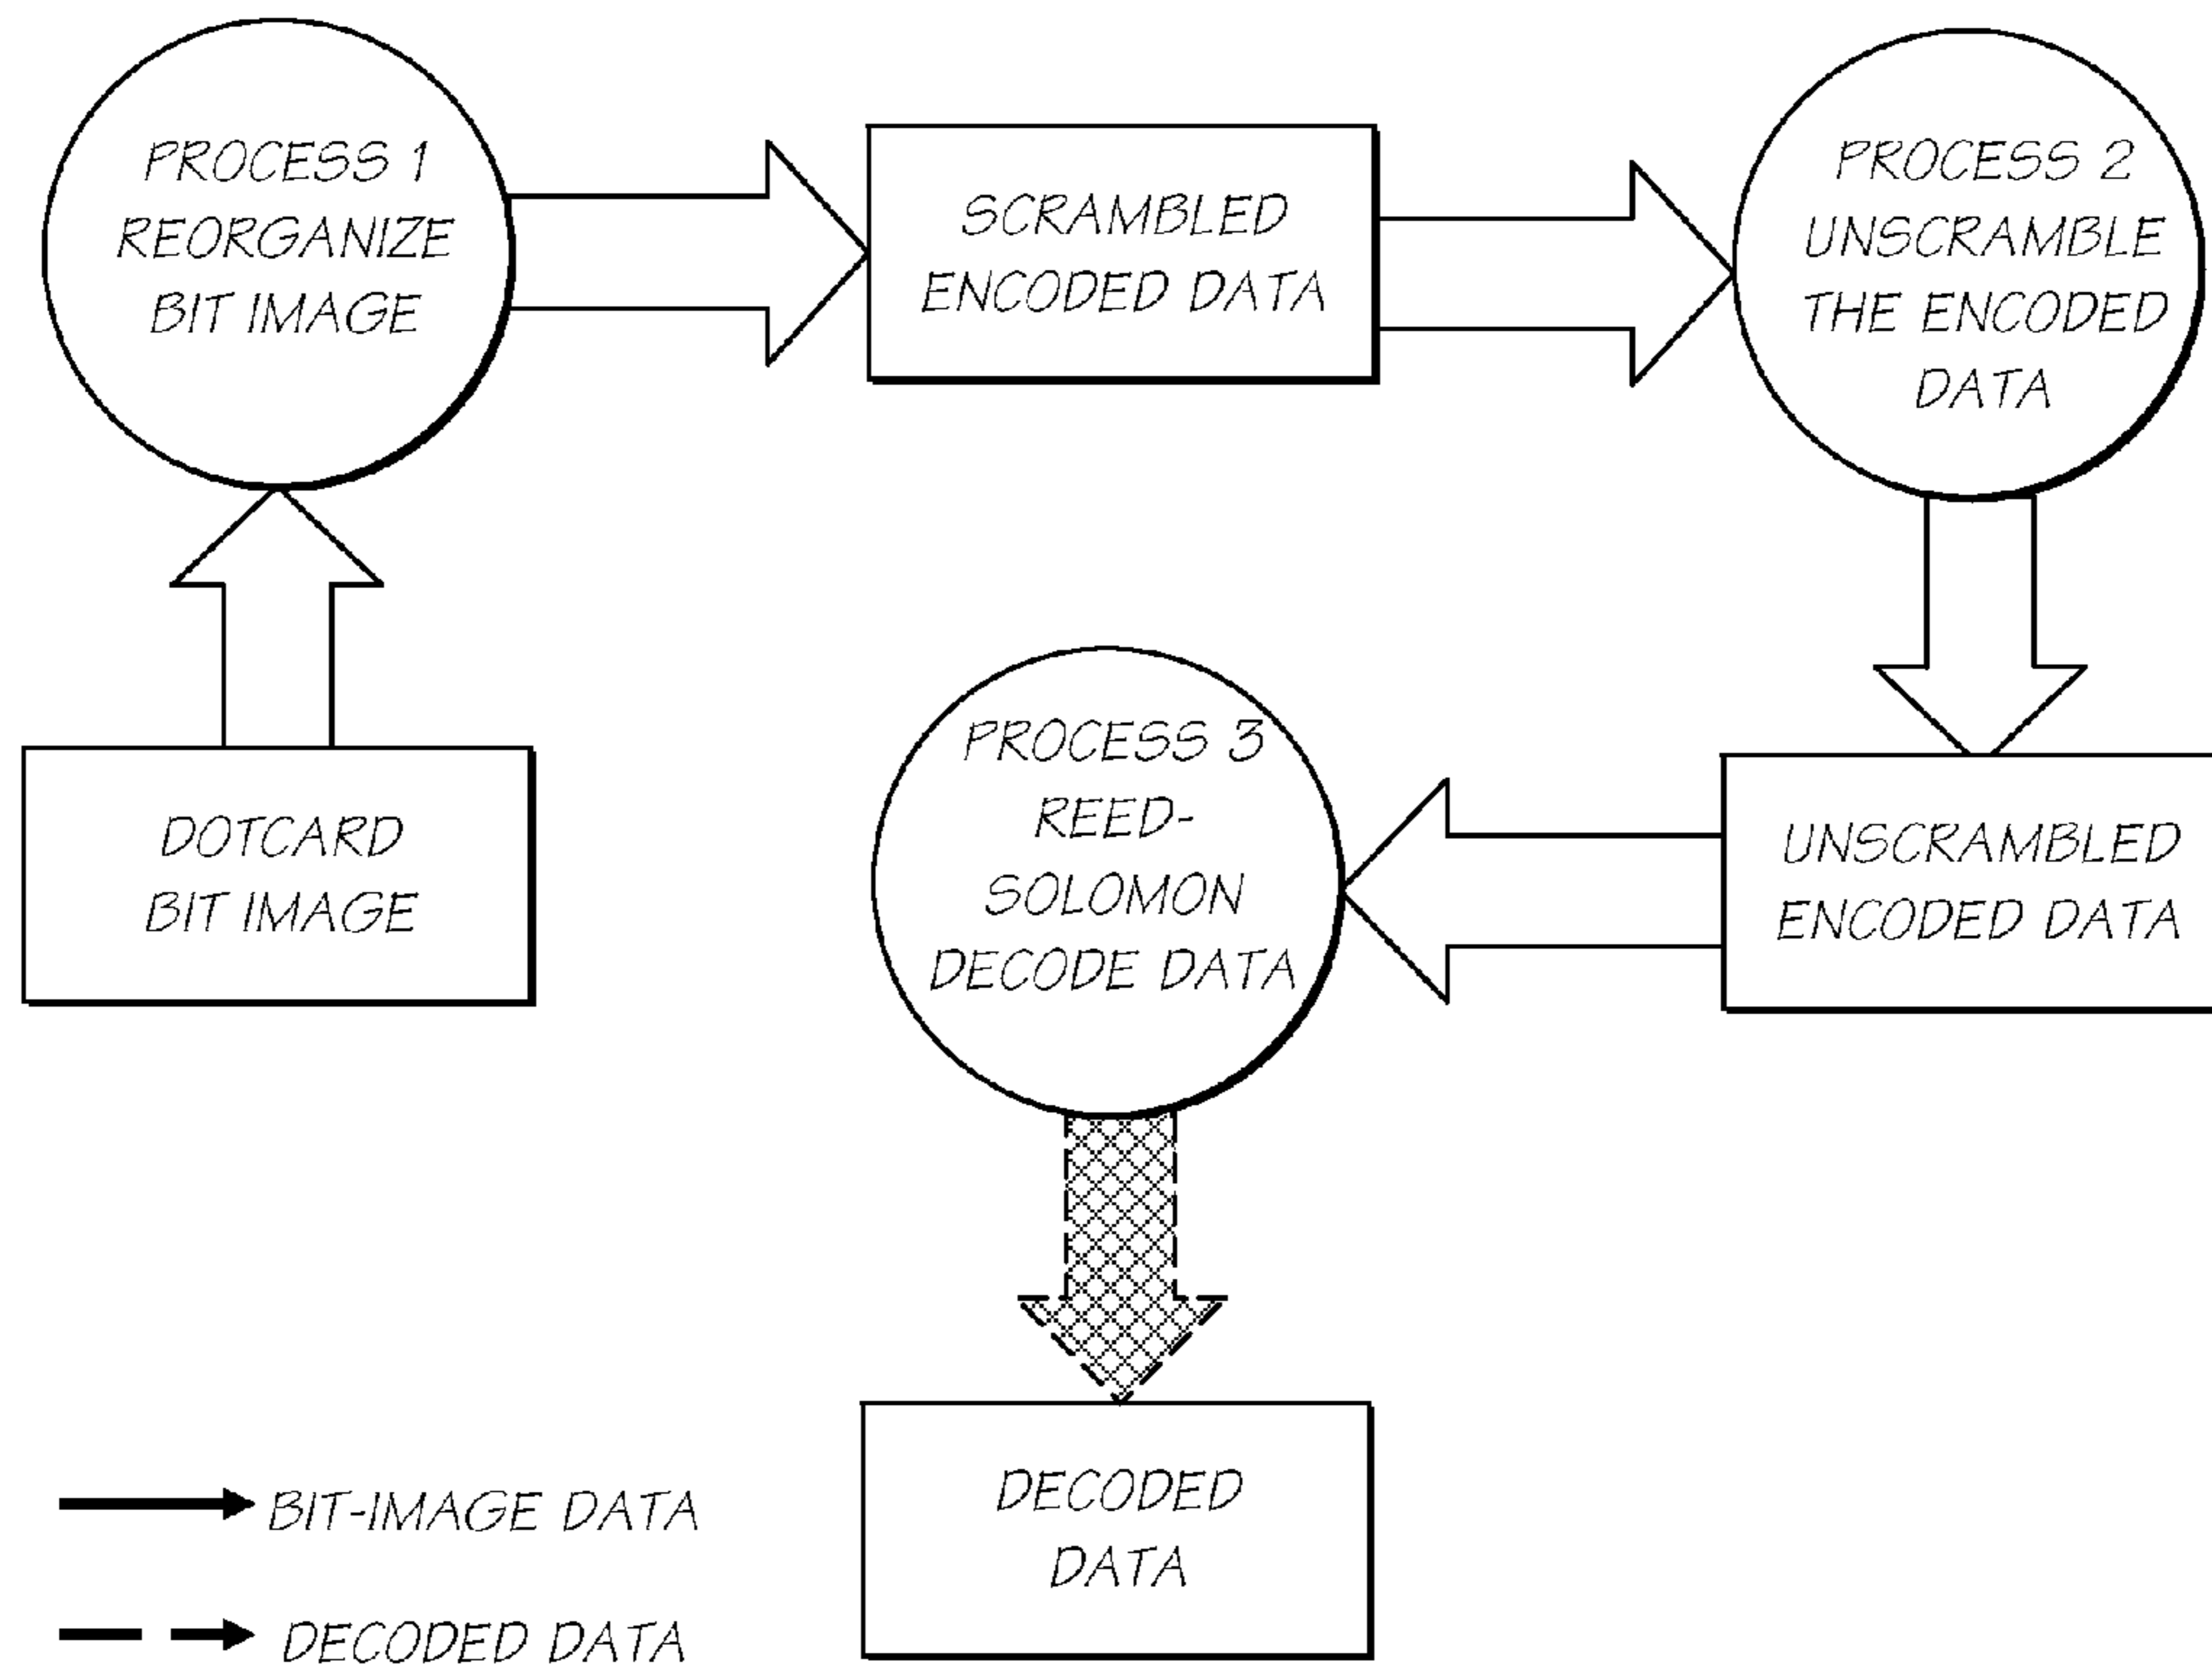 PROCESS 1
REORGANIZE
BIT IMAGE
SCRAMBLED
ENCODED DATA
PROCESS 2
UNSCRAMBLE
THE ENCODED
DATA
DOTCARD
BIT IMAGE
PROCESS 3
REED-
SOLOMON
DECODE DATA
UNSCRAMBLED
ENCODED DATA
DECODED
DATA
BIT-IMAGE DATA
DECODED DATA